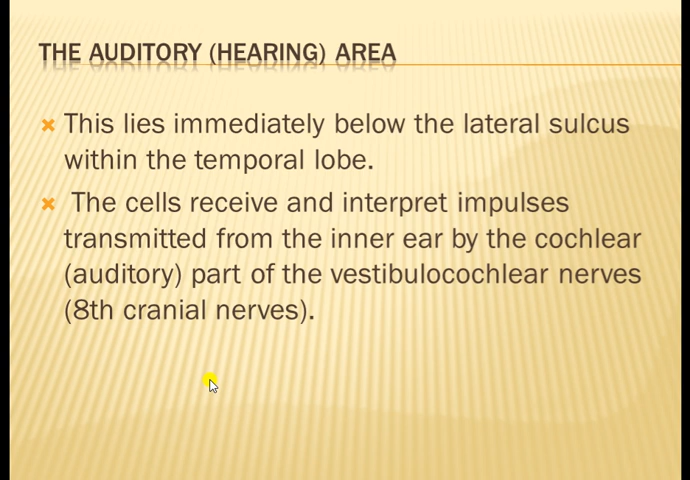 THE AUDITORY (HEARING) AREA
This lies immediately below the lateral sulcus
within the temporal lobe.
The cells receive and interpret impulses
transmitted from the inner ear by the cochlear
(auditory) part of the vestibulocochlear nerves
(8th cranial nerves).